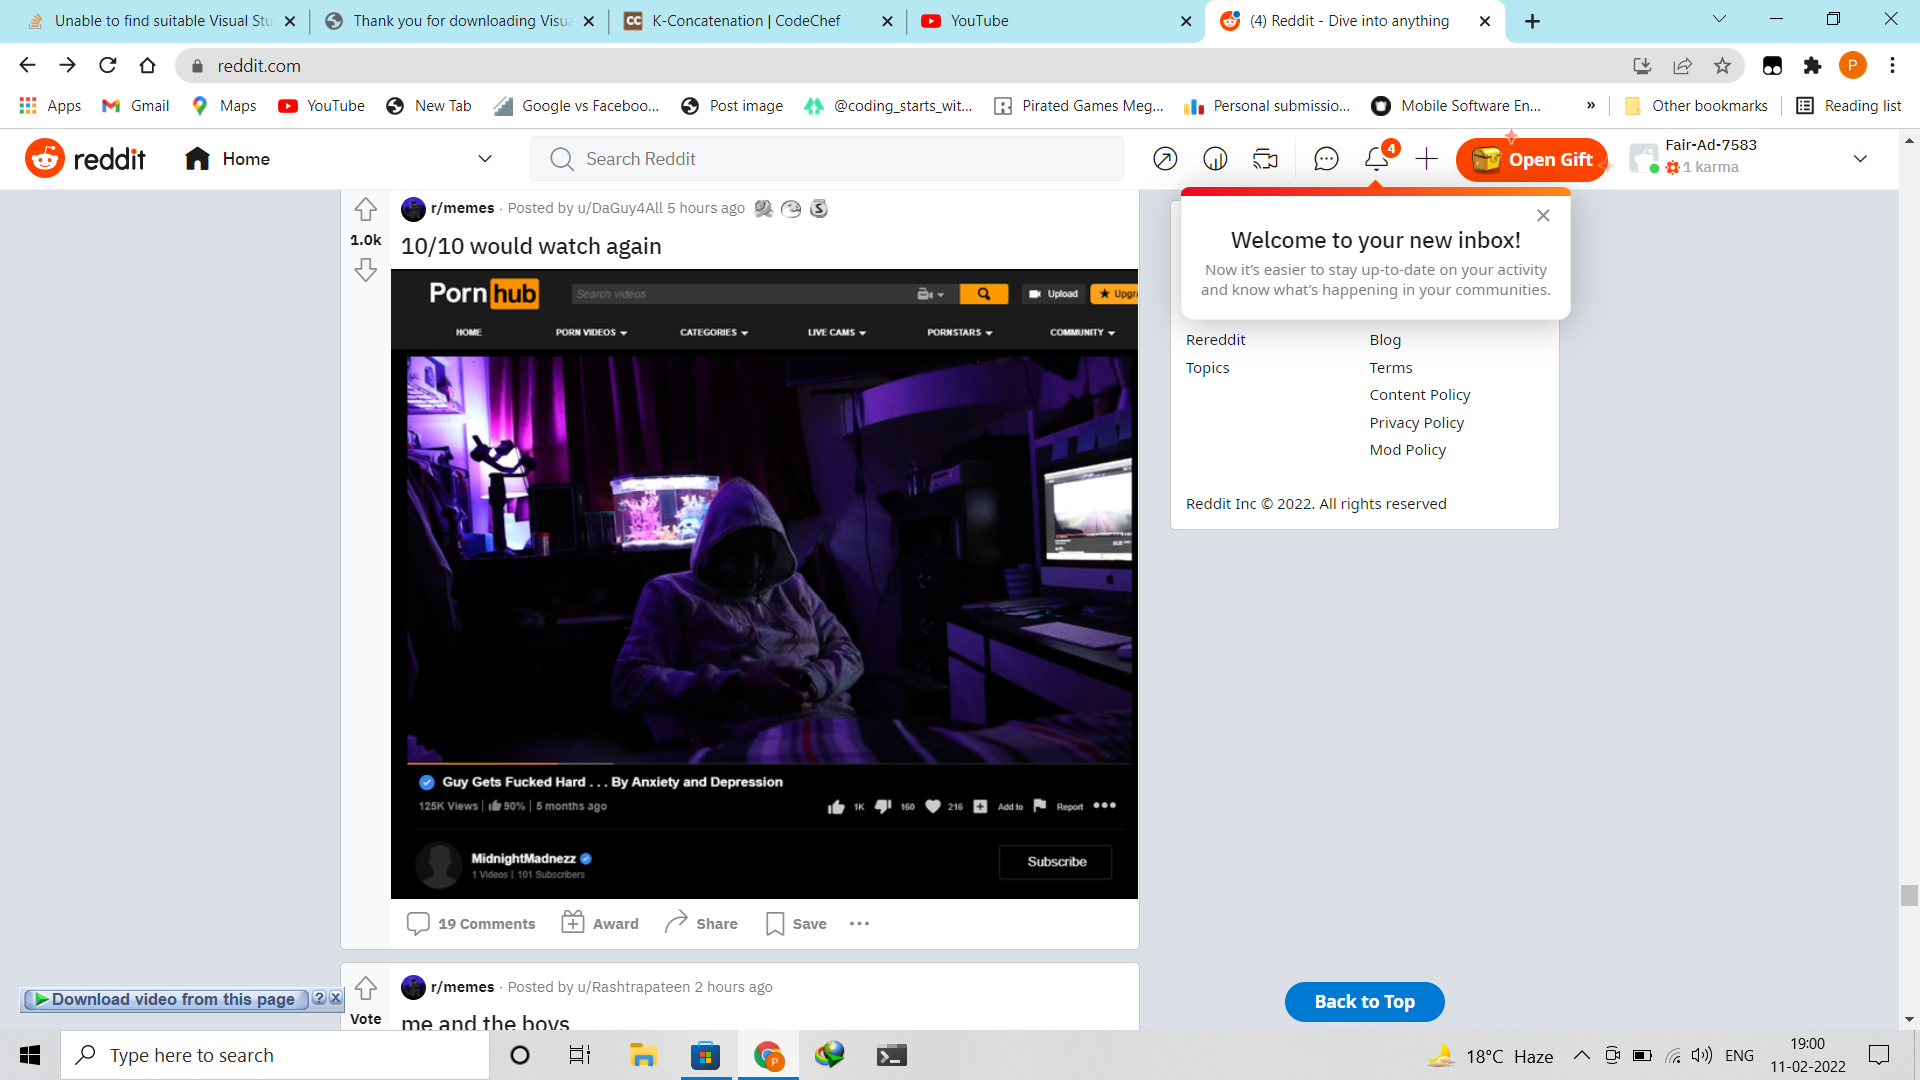 Unable to find suitable Visual Stu
Thank you for downloading Visua
K-Concatenation | CodeChef
YouTube
(4) Reddit - Dive into anything
reddit.com
P
Apps
Gmail
Maps
YouTube
New Tab
Google vs Faceboo...
Post image
@coding_starts_wit...
Pirated Games Meg...
Personal submissio...
Mobile Software En...
»
Other bookmarks
Reading list
reddit
Home
Search Reddit
4
Open Gift
Fair-Ad-7583
1 karma
1.0k
r/memes · Posted by u/DaGuy4All 5 hours ago
10/10 would watch again
Porn hub
Search videos
Upload
Upgra
HOME
PORN VIDEOS
CATEGORIES
LIVE CAMS
PORNSTARS
COMMUNITY
Guy Gets Fucked Hard . . . By Anxiety and Depression
125K Views | 90% | 5 months ago
1K
160
216
Add to
Report
MidnightMadnezz
1 Videos | 101 Subscribers
Subscribe
19 Comments
Award
Share
Save
Vote
r/memes · Posted by u/Rashtrapateen 2 hours ago
me and the boys
Welcome to your new inbox!
Now it's easier to stay up-to-date on your activity
and know what's happening in your communities.
Rereddit
Topics
Blog
Terms
Content Policy
Privacy Policy
Mod Policy
Reddit Inc © 2022. All rights reserved
Back to Top
Download video from this page
?
X
Type here to search
18°C Haze
ENG
19:00
11-02-2022